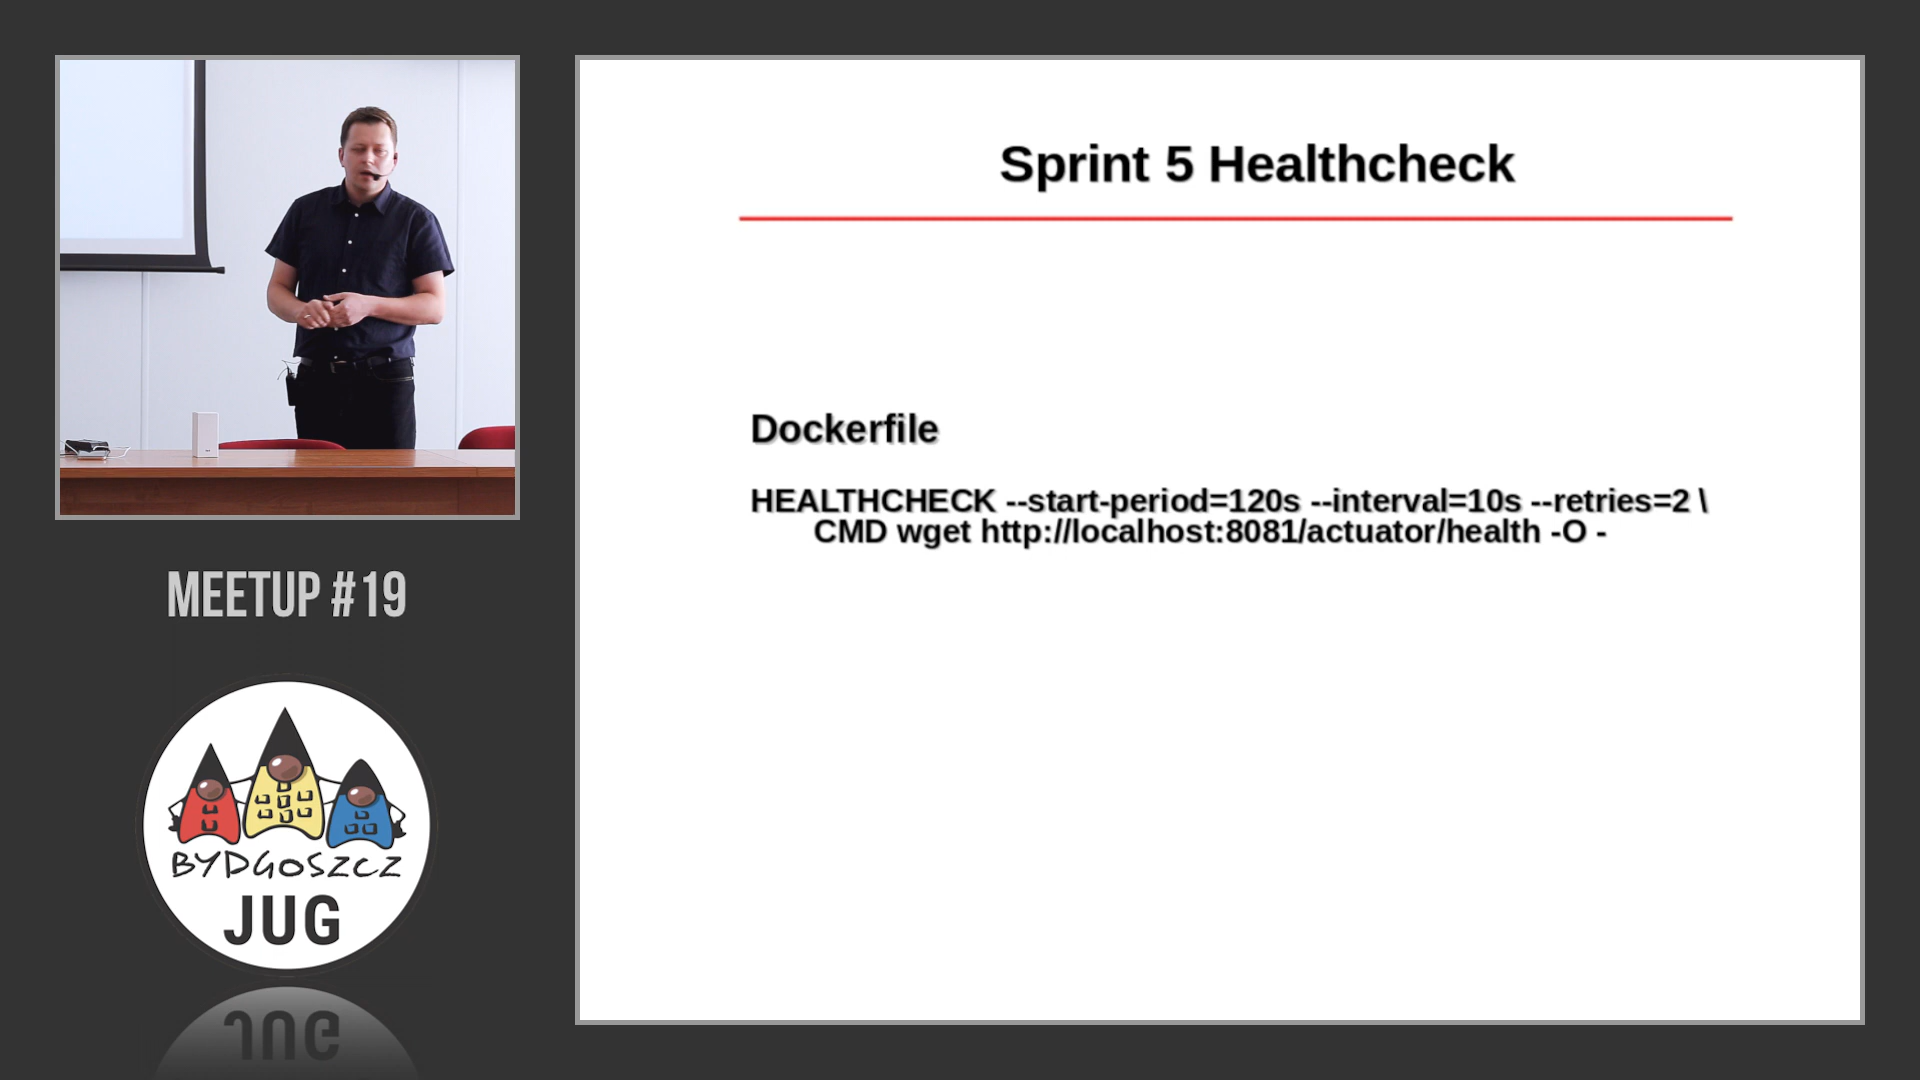 Sprint 5 Healthcheck
Dockerfile
HEALTHCHECK --start-period=120s --interval=10s --retries=2 \
CMD wget http://localhost:8081/actuator/health -O -
MEETUP #19
BYDGOSZCZ
JUG